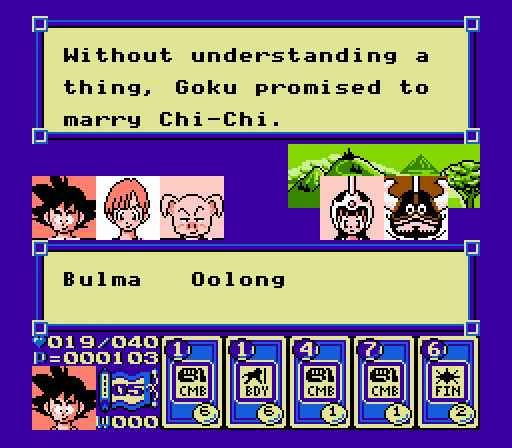 Without understanding a
thing, Goku promised to
marry Chi-Chi.
Bulma Oolong
019/040
P=000103
05
W000
1 1 4 7 6
CMB BDY CMB CMB FIN
6 6 1 1 2